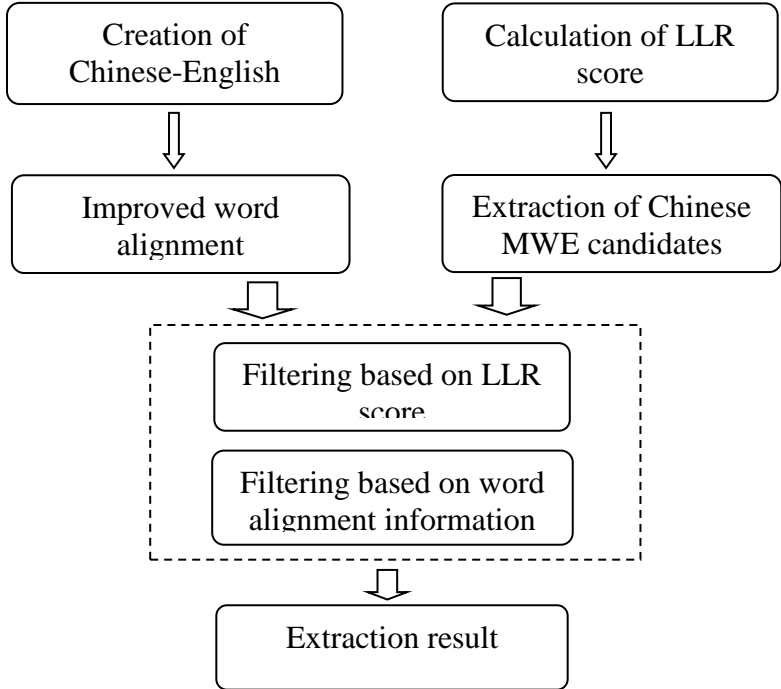 Creation of
Chinese-English
Calculation of LLR
score
Improved word
alignment
Extraction of Chinese
MWE candidates
Filtering based on LLR
score
Filtering based on word
alignment information
Extraction result